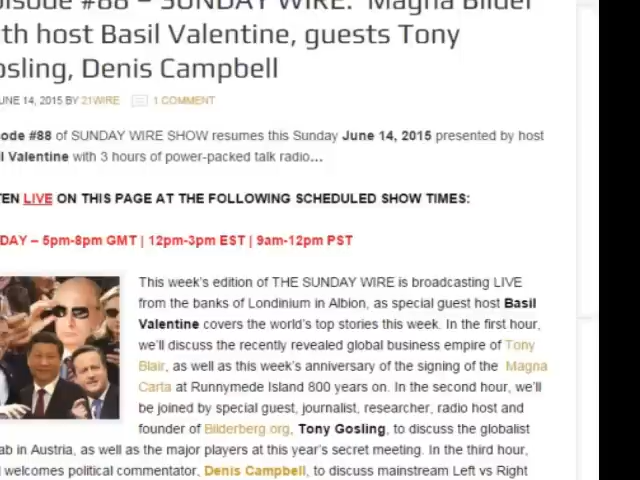 #88 – SUNDAY WIRE: 'Magna Bilder
with host Basil Valentine, guests Tony
Gosling, Denis Campbell
JUNE 14, 2015 BY 21WIRE 1 COMMENT
ode #88 of SUNDAY WIRE SHOW resumes this Sunday June 14, 2015 presented by host
l Valentine with 3 hours of power-packed talk radio…
TEN LIVE ON THIS PAGE AT THE FOLLOWING SCHEDULED SHOW TIMES:
DAY – 5pm-8pm GMT | 12pm-3pm EST | 9am-12pm PST
This week's edition of THE SUNDAY WIRE is broadcasting LIVE
from the banks of Londinium in Albion, as special guest host Basil
Valentine covers the world's top stories this week. In the first hour,
we'll discuss the recently revealed global business empire of Tony
Blair, as well as this week's anniversary of the signing of the Magna
Carta at Runnymede Island 800 years on. In the second hour, we'll
be joined by special guest, journalist, researcher, radio host and
founder of Bilderberg.org, Tony Gosling, to discuss the globalist
ab in Austria, as well as the major players at this year's secret meeting. In the third hour,
welcomes political commentator, Denis Campbell, to discuss mainstream Left vs Right